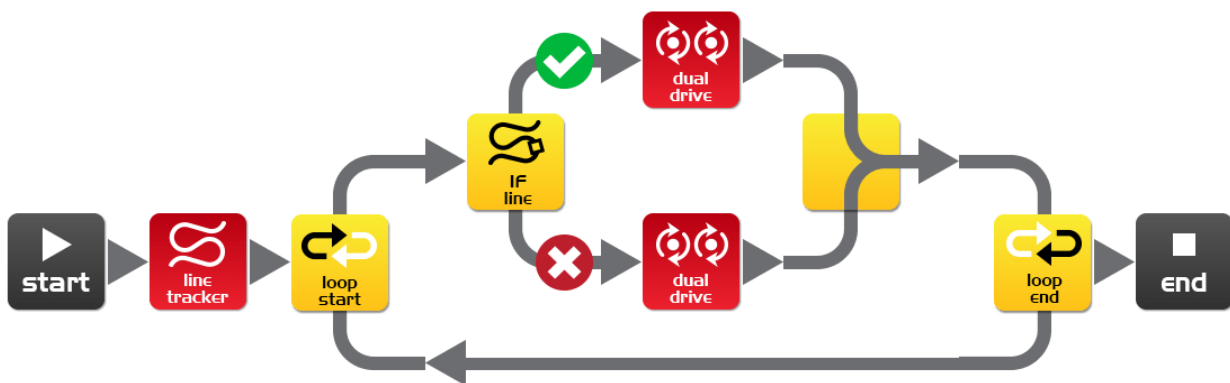 start
line
tracker
loop
start
IF
line
dual
drive
dual
drive
loop
end
end